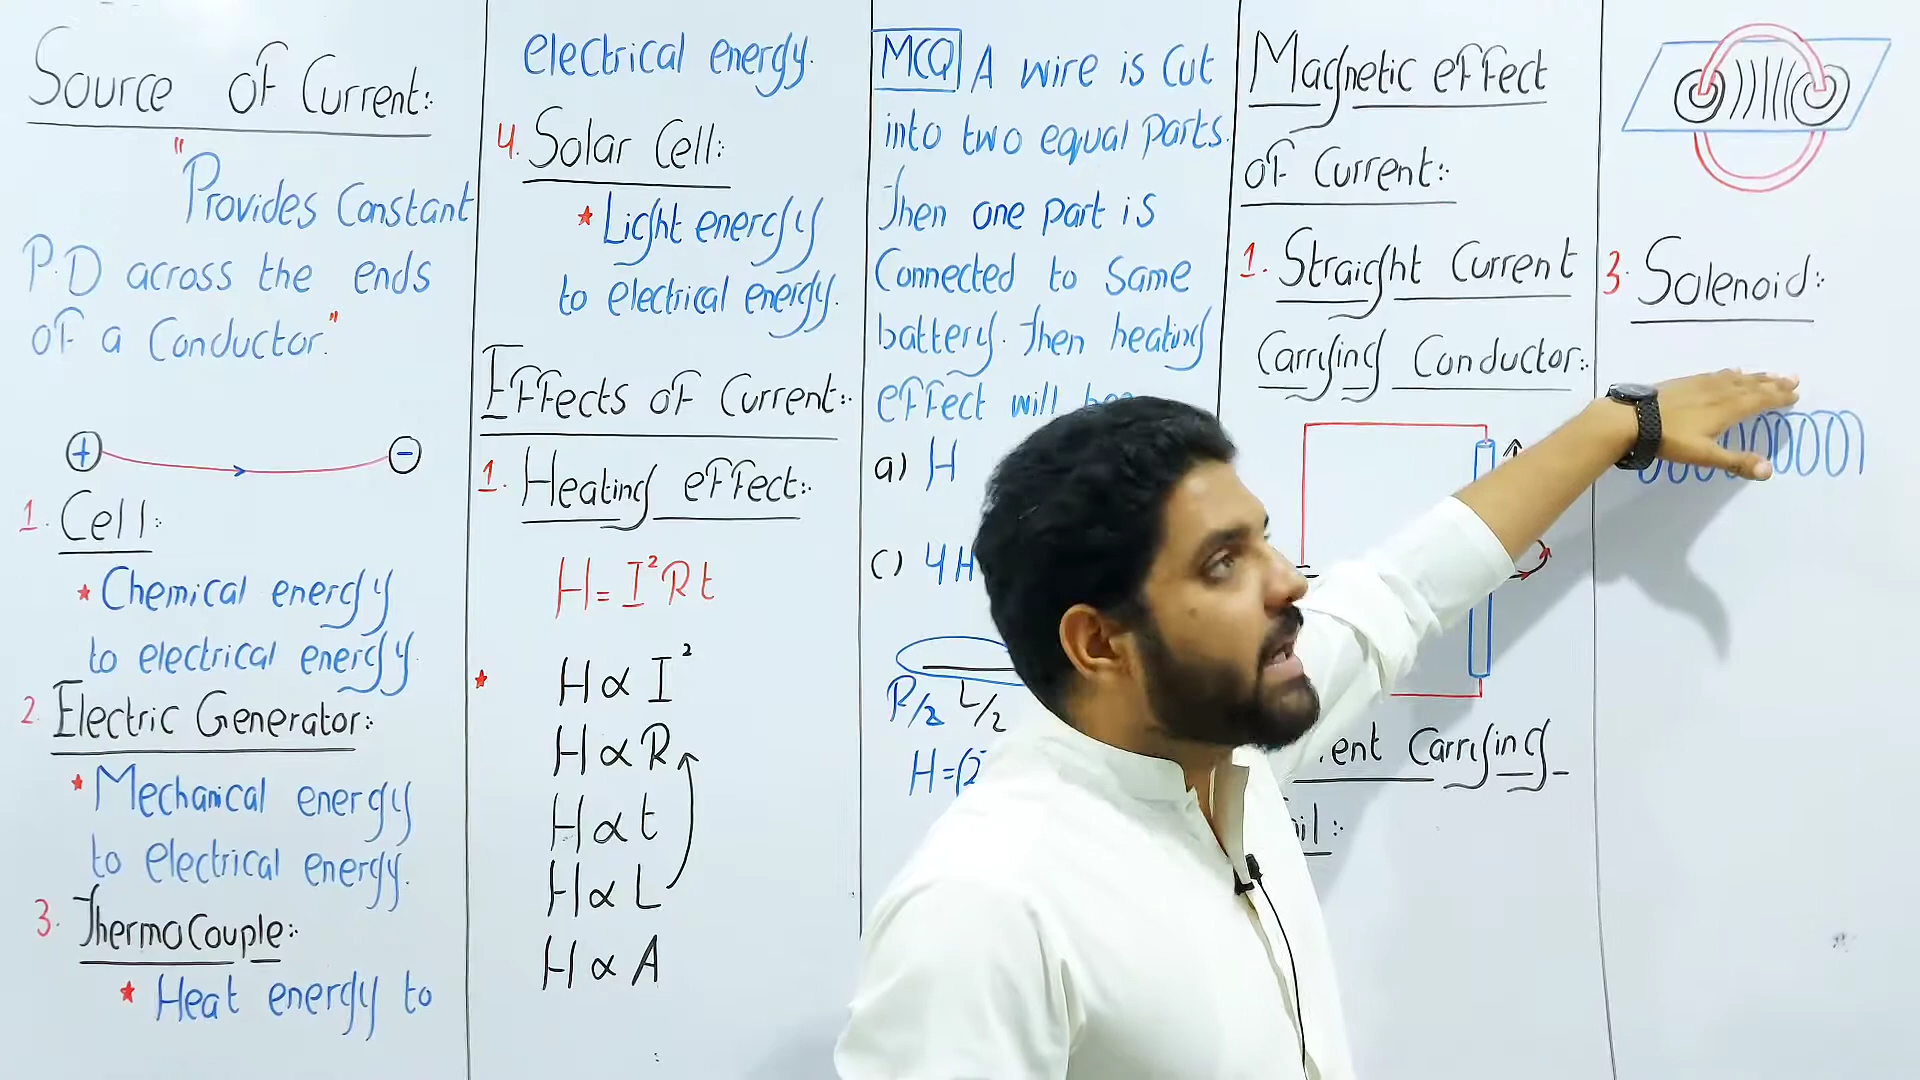 Source of Current:
"Provides Constant
P.D across the ends
of a Conductor."
+ -
1. Cell:
* Chemical energy
to electrical energy
2 Electric Generator:
* Mechanical energy
to electrical energy.
3. Thermo Couple:
* Heat energy to
electrical energy.
4. Solar Cell:
* Light energy
to electrical energy.
Effects of Current:
1. Heating effect:
H = I²Rt
* H ∝ I²
H ∝ R
H ∝ t
H ∝ L
H ∝ A
MCQ A wire is Cut
into two equal parts.
Then one part is
Connected to Same
battery. Then heating
effect will
a) H
c) 4H
R/2 L/2
H=(2
Magnetic effect
of Current:
1. Straight Current
Carrying Conductor:
Carrying
3. Solenoid: